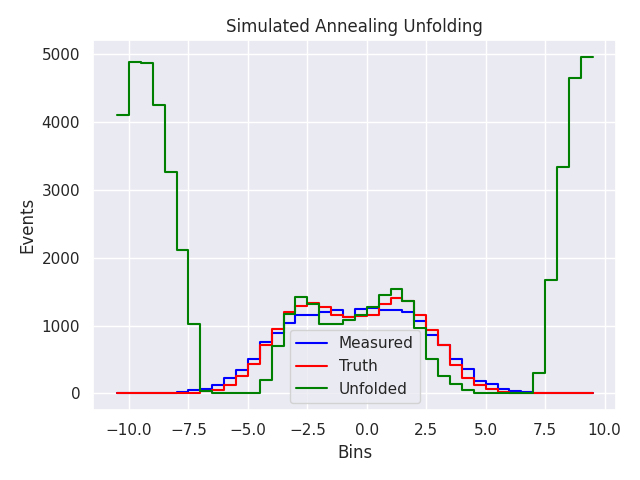 Simulated Annealing Unfolding
Events
5000
4000
3000
2000
1000
0
Measured
Truth
Unfolded
−10.0 −7.5 −5.0 −2.5 0.0 2.5 5.0 7.5 10.0
Bins